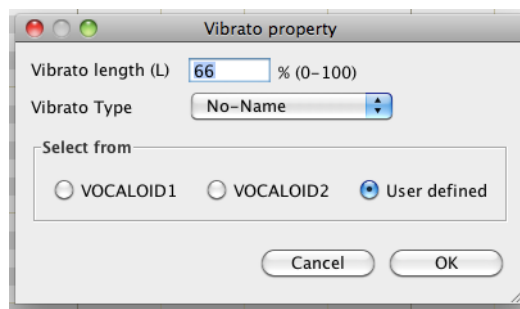 Vibrato property
Vibrato length (L) 66 % (0-100)
Vibrato Type No-Name
Select from
VOCALOID1 VOCALOID2 User defined
Cancel OK